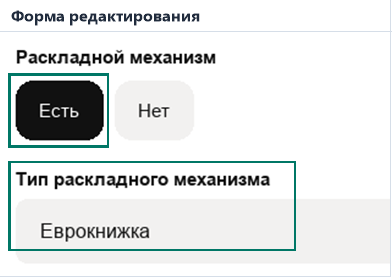 Форма редактирования
Раскладной механизм
Есть
Нет
Тип раскладного механизма
Еврокнижка